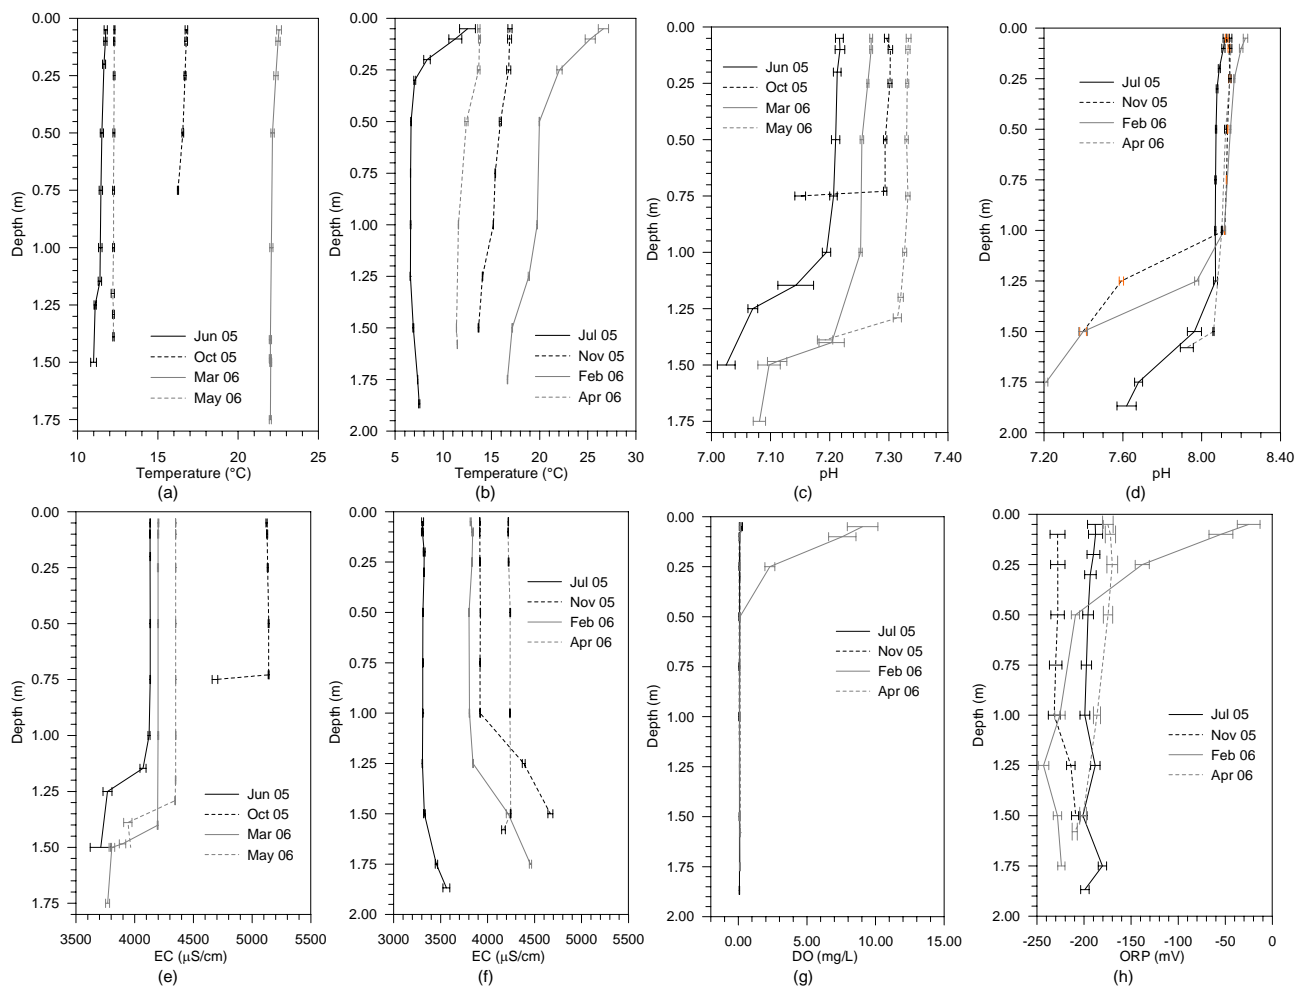 0.00
0.25
0.50
0.75
1.00
1.25
1.50
1.75
Depth (m)
10 15 20 25
Temperature (°C)
(a)
Jun 05
Oct 05
Mar 06
May 06
0.00
0.25
0.50
0.75
1.00
1.25
1.50
1.75
2.00
Depth (m)
5 10 15 20 25 30
Temperature (°C)
(b)
Jul 05
Nov 05
Feb 06
Apr 06
0.00
0.25
0.50
0.75
1.00
1.25
1.50
1.75
Depth (m)
7.00 7.10 7.20 7.30 7.40
pH
(c)
Jun 05
Oct 05
Mar 06
May 06
0.00
0.25
0.50
0.75
1.00
1.25
1.50
1.75
2.00
Depth (m)
7.20 7.60 8.00 8.40
pH
(d)
Jul 05
Nov 05
Feb 06
Apr 06
0.00
0.25
0.50
0.75
1.00
1.25
1.50
1.75
Depth (m)
3500 4000 4500 5000 5500
EC (μS/cm)
(e)
Jun 05
Oct 05
Mar 06
May 06
0.00
0.25
0.50
0.75
1.00
1.25
1.50
1.75
2.00
Depth (m)
3000 3500 4000 4500 5000 5500
EC (μS/cm)
(f)
Jul 05
Nov 05
Feb 06
Apr 06
0.00
0.25
0.50
0.75
1.00
1.25
1.50
1.75
2.00
Depth (m)
0.00 5.00 10.00 15.00
DO (mg/L)
(g)
Jul 05
Nov 05
Feb 06
Apr 06
0.00
0.25
0.50
0.75
1.00
1.25
1.50
1.75
2.00
Depth (m)
-250 -200 -150 -100 -50 0
ORP (mV)
(h)
Jul 05
Nov 05
Feb 06
Apr 06